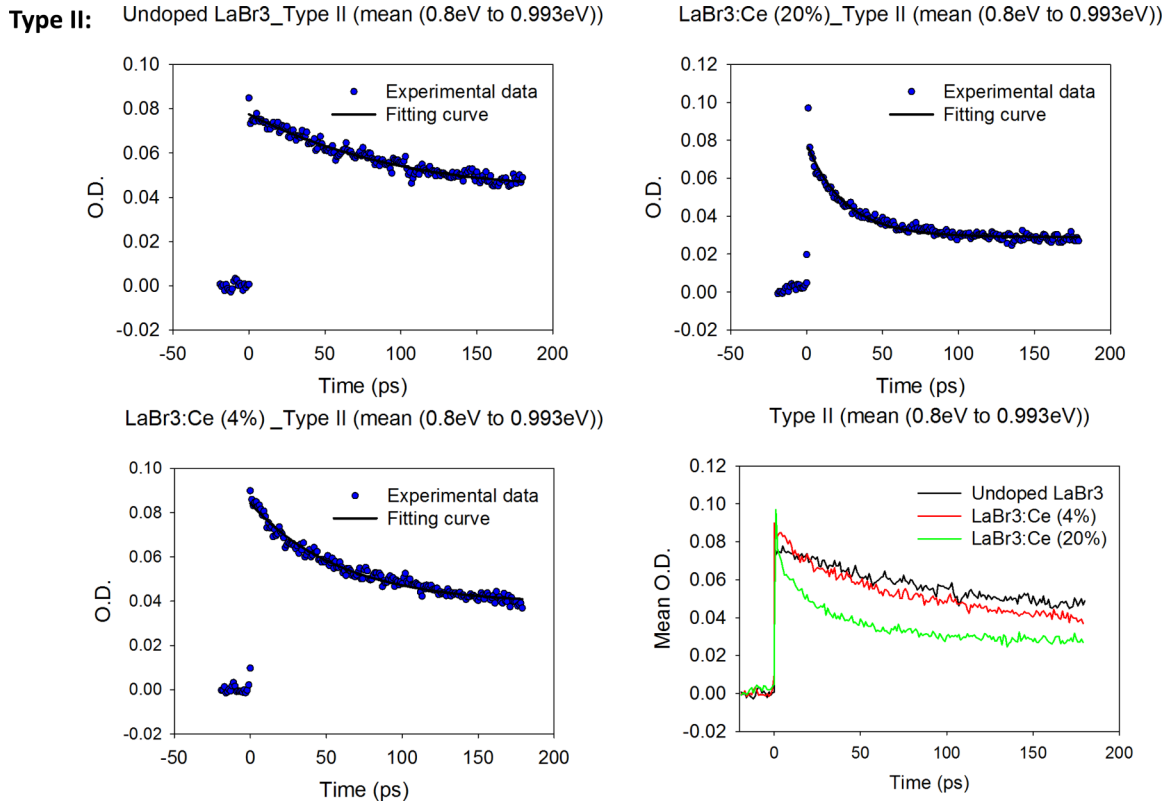 Type II:
Undoped LaBr3_Type II (mean (0.8eV to 0.993eV)
0.10
0.08
0.06
0.04
0.02
0.00
-0.02
O.D.
Experimental data
Fitting curve
-50
0
50
100
150
200
Time (ps)
LaBr3:Ce (20%)_Type II (mean (0.8eV to 0.993eV))
0.12
0.10
0.08
0.06
0.04
0.02
0.00
-0.02
O.D.
Experimental data
Fitting curve
-50
0
50
100
150
200
Time (ps)
LaBr3:Ce (4%) _Type II (mean (0.8eV to 0.993eV))
0.10
0.08
0.06
0.04
0.02
0.00
-0.02
O.D.
Experimental data
Fitting curve
-50
0
50
100
150
200
Time (ps)
Type II (mean (0.8eV to 0.993eV))
0.12
0.10
0.08
0.06
0.04
0.02
0.00
-0.02
Mean O.D.
Undoped LaBr3
LaBr3:Ce (4%)
LaBr3:Ce (20%)
0
50
100
150
200
Time (ps)